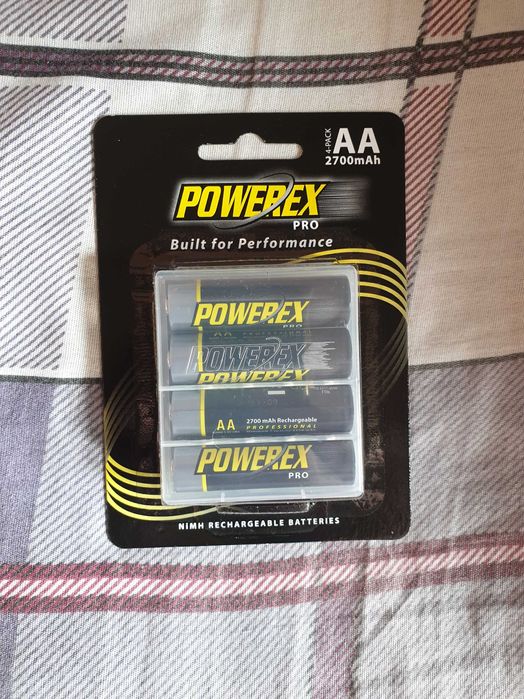 4-PACK
AA
2700mAh
POWEREX
PRO
Built for Performance
POWEREX
PRO
POWEREX
POWEREX
AA
2700 mAh Rechargeable
PROFESSIONAL
POWEREX
PRO
NIMH RECHARGEABLE BATTERIES